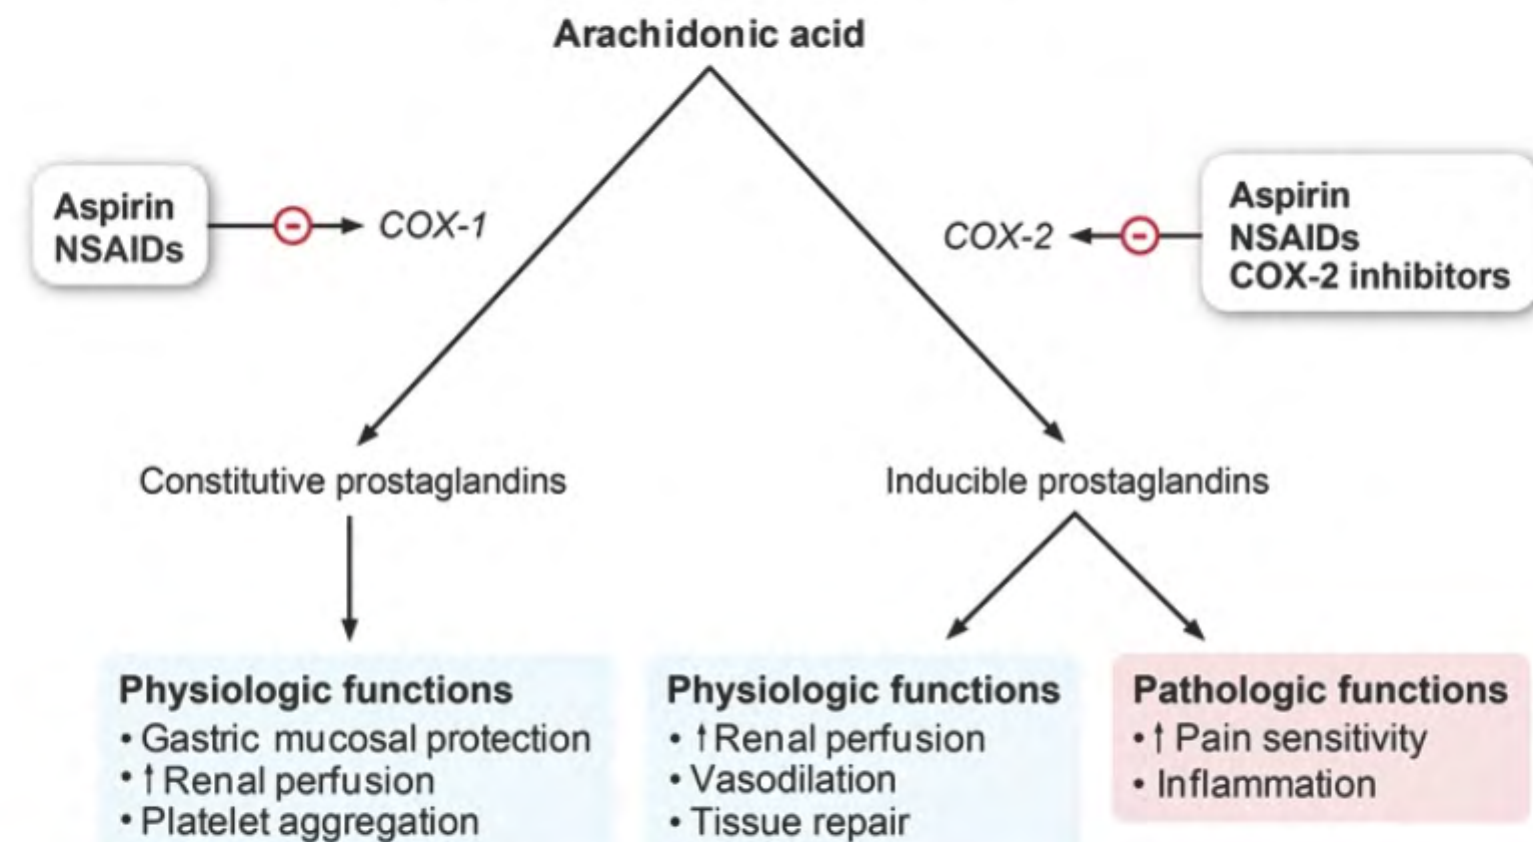 Arachidonic acid
Aspirin
NSAIDs
COX-1
COX-2
Aspirin
NSAIDs
COX-2 inhibitors
Constitutive prostaglandins
Inducible prostaglandins
Physiologic functions
• Gastric mucosal protection
• ↑ Renal perfusion
• Platelet aggregation
Physiologic functions
• ↑ Renal perfusion
• Vasodilation
• Tissue repair
Pathologic functions
• ↑ Pain sensitivity
• Inflammation